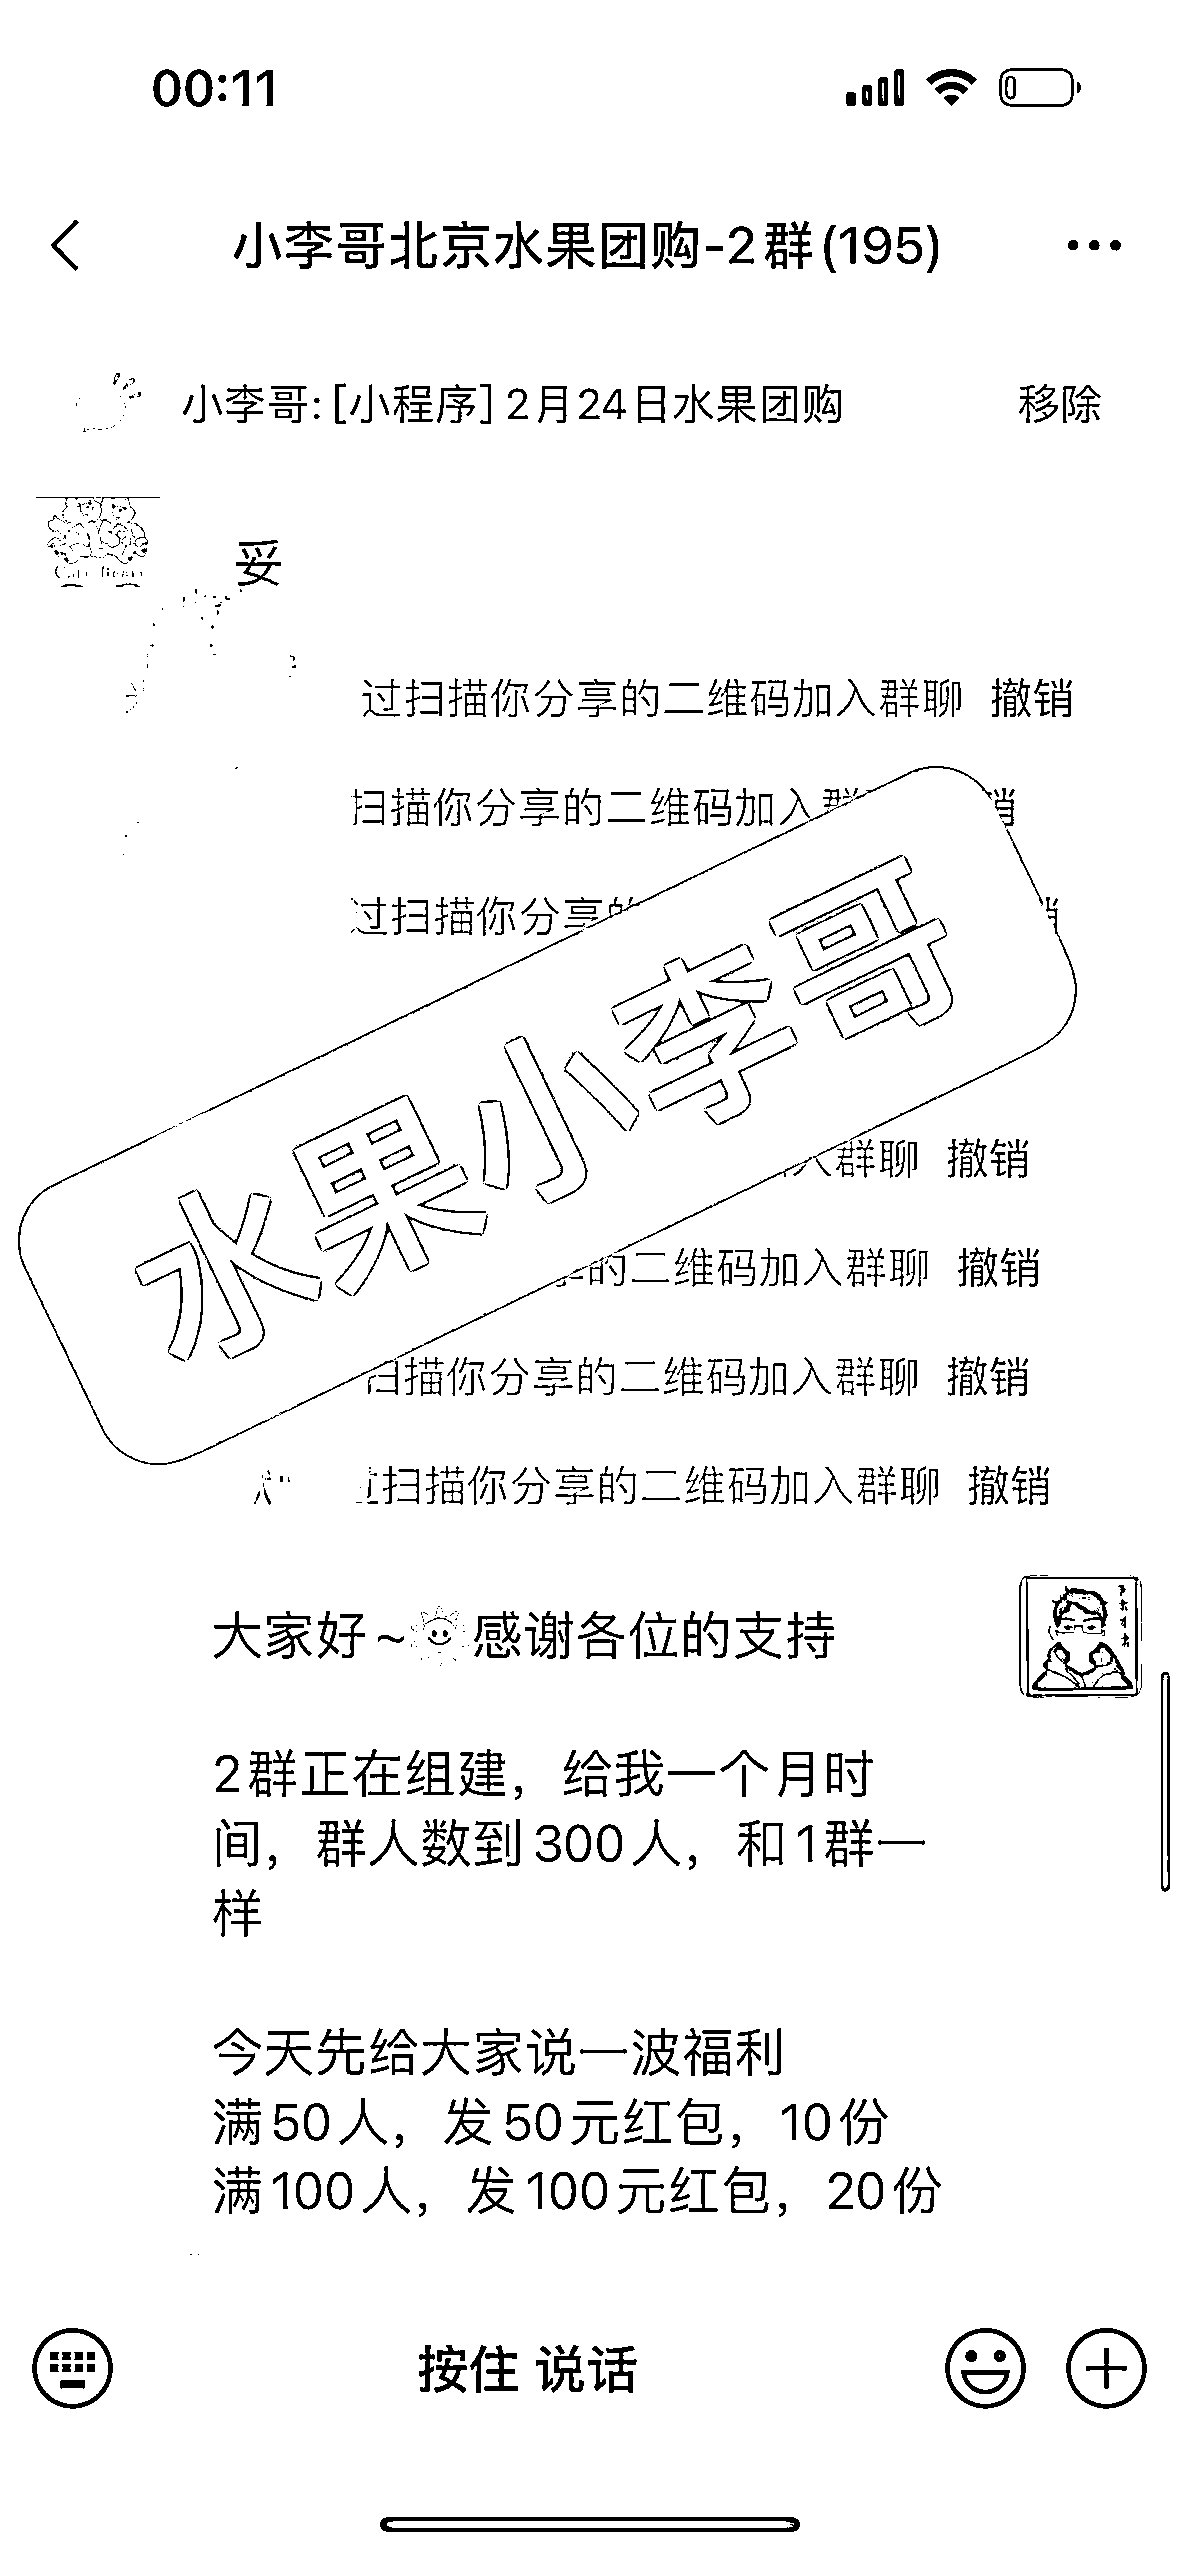 00:11
小李哥北京水果团购-2群(195)
小李哥: [小程序] 2月24日水果团购 移除
妥
过扫描你分享的二维码加入群聊 撤销
扫描你分享的二维码加入群 销
过扫描你分享的
水果小李哥
入群聊 撤销
享的二维码加入群聊 撤销
扫描你分享的二维码加入群聊 撤销
过扫描你分享的二维码加入群聊 撤销
大家好~感谢各位的支持
2群正在组建，给我一个月时
间，群人数到300人，和1群一
样
今天先给大家说一波福利
满50人，发50元红包，10份
满100人，发100元红包，20份
按住 说话